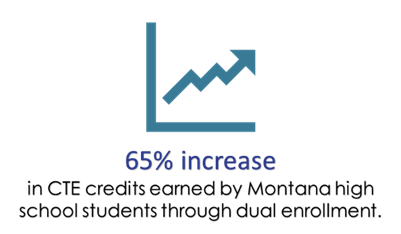 65% increase
in CTE credits earned by Montana high
school students through dual enrollment.